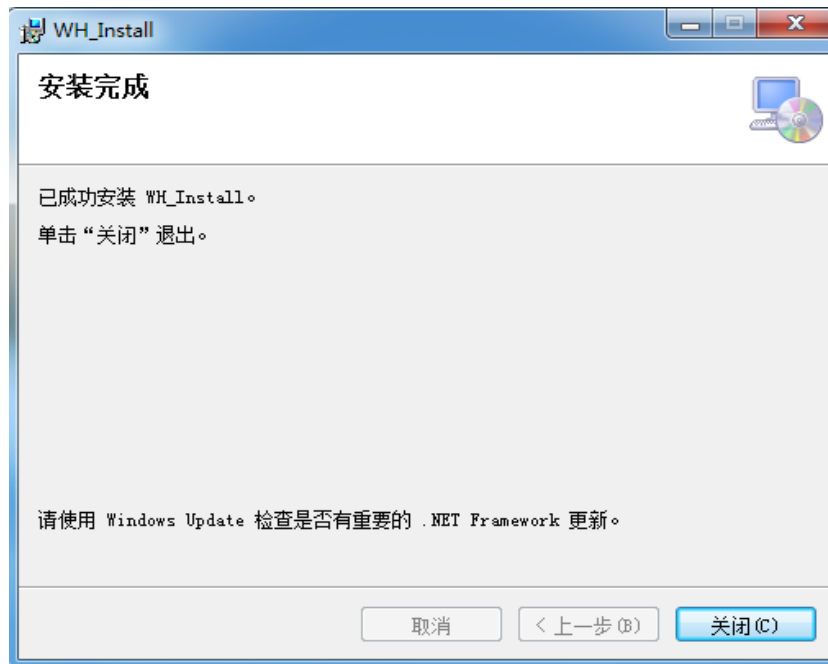 WH_Install
安装完成
已成功安装 WH_Install。
单击“关闭”退出。
请使用 Windows Update 检查是否有重要的 .NET Framework 更新。
取消
< 上一步(B)
关闭(C)